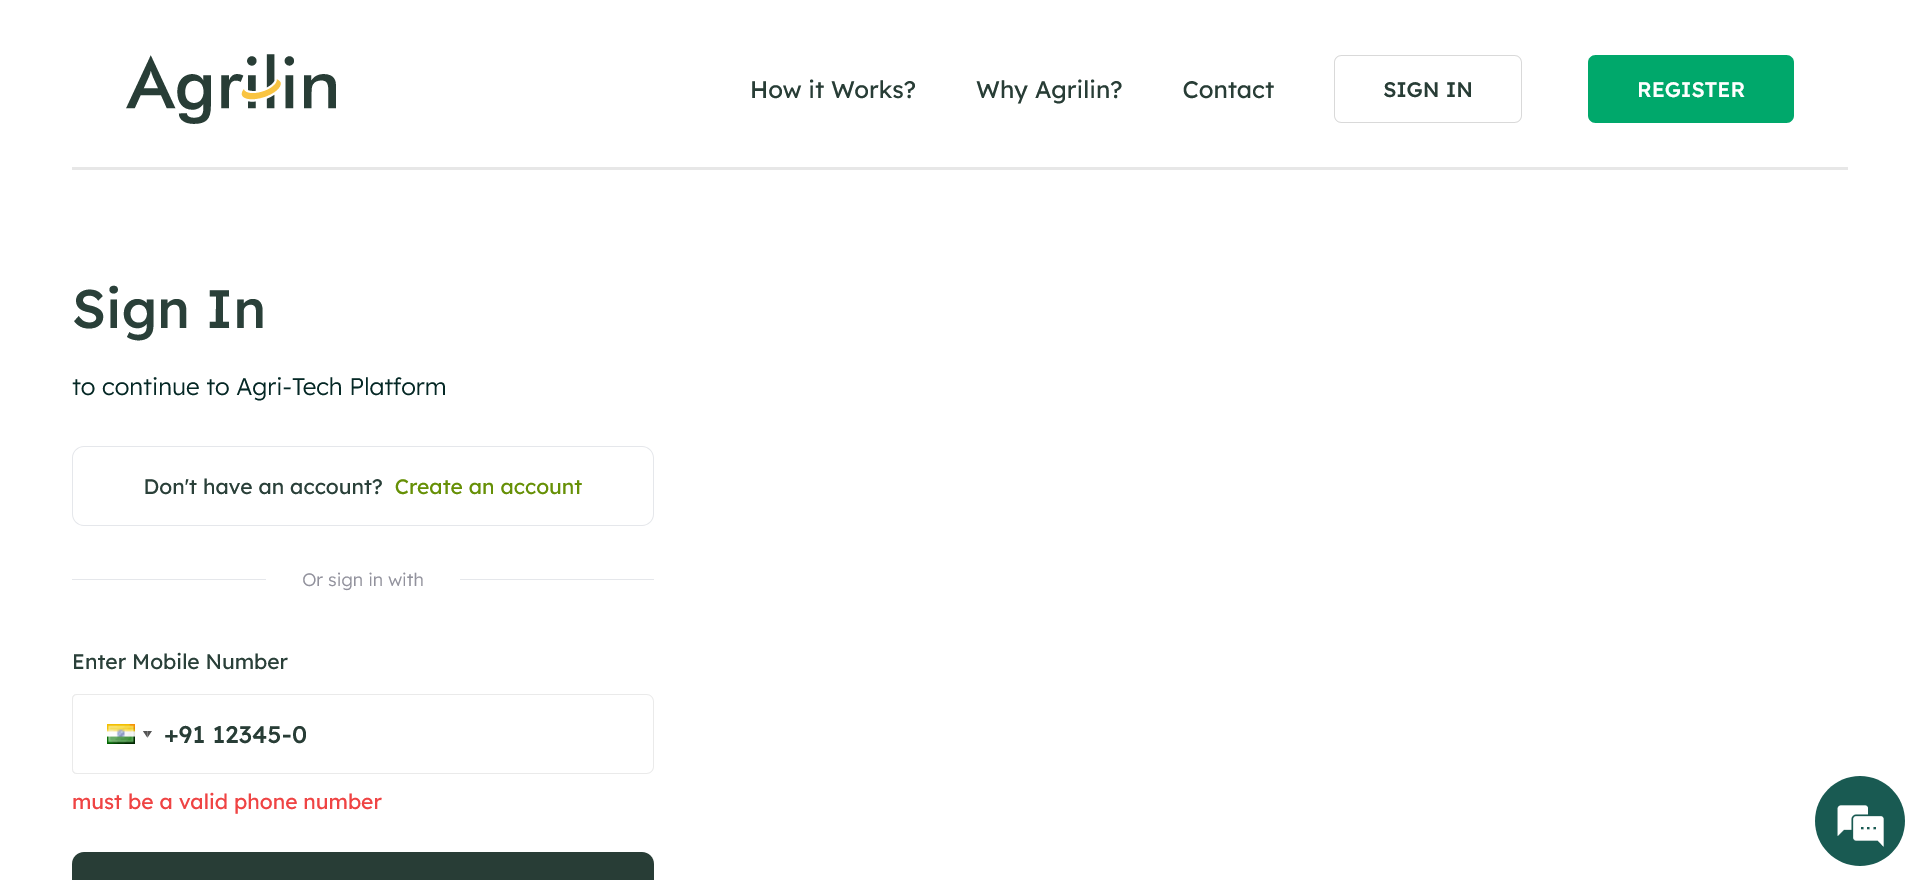 Agrilin
How it Works? Why Agrilin? Contact SIGN IN REGISTER
Sign In
to continue to Agri-Tech Platform
Don't have an account? Create an account
Or sign in with
Enter Mobile Number
+91 12345-0
must be a valid phone number